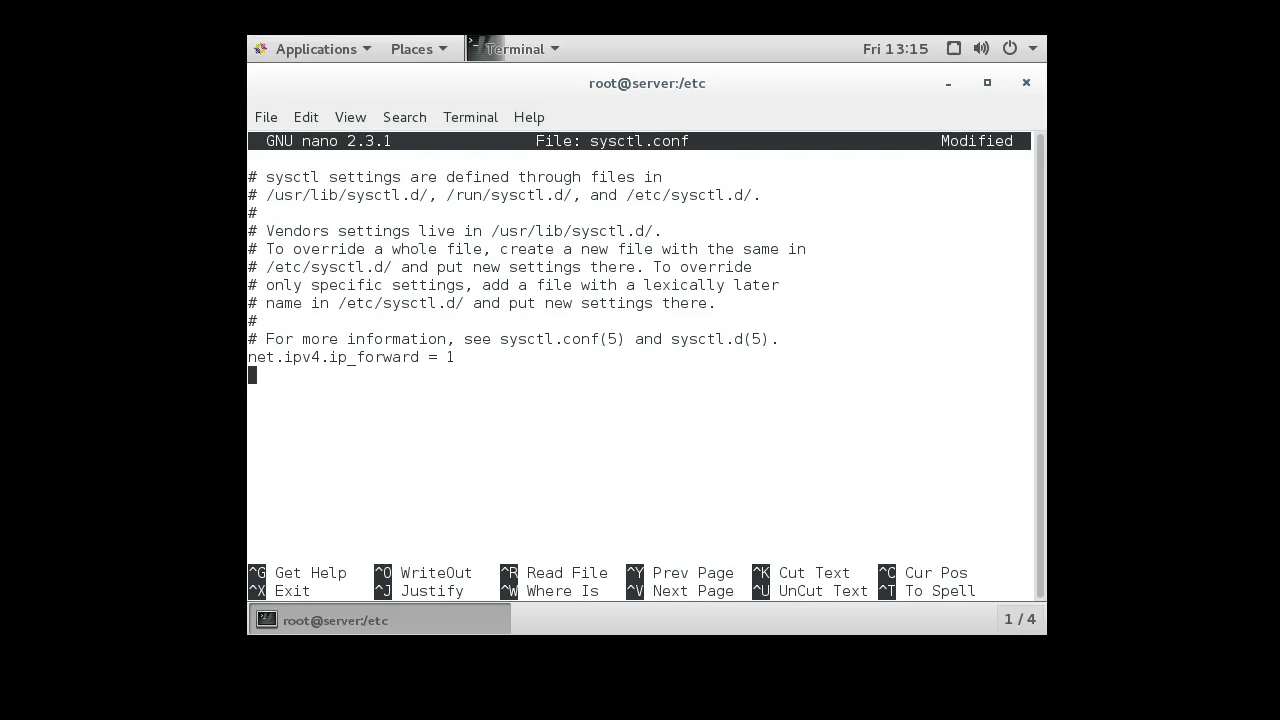 Applications Places Terminal Fri 13:15
root@server:/etc
File Edit View Search Terminal Help
GNU nano 2.3.1 File: sysctl.conf Modified
# sysctl settings are defined through files in
# /usr/lib/sysctl.d/, /run/sysctl.d/, and /etc/sysctl.d/.
#
# Vendors settings live in /usr/lib/sysctl.d/.
# To override a whole file, create a new file with the same in
# /etc/sysctl.d/ and put new settings there. To override
# only specific settings, add a file with a lexically later
# name in /etc/sysctl.d/ and put new settings there.
#
# For more information, see sysctl.conf(5) and sysctl.d(5).
net.ipv4.ip_forward = 1
^G Get Help ^O WriteOut ^R Read File ^Y Prev Page ^K Cut Text ^C Cur Pos
^X Exit ^J Justify ^W Where Is ^V Next Page ^U UnCut Text ^T To Spell
root@server:/etc 1 / 4